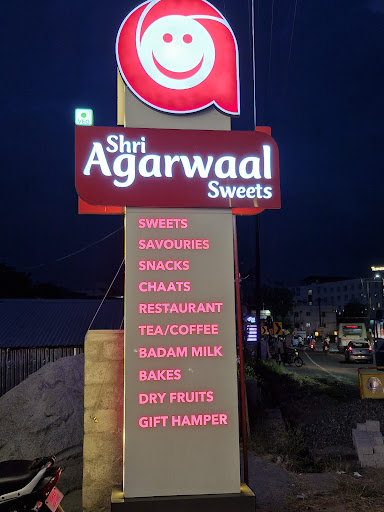 Shri
Agarwaal
Sweets
SWEETS
SAVOURIES
SNACKS
CHAATS
RESTAURANT
TEA/COFFEE
BADAM MILK
BAKES
DRY FRUITS
GIFT HAMPER